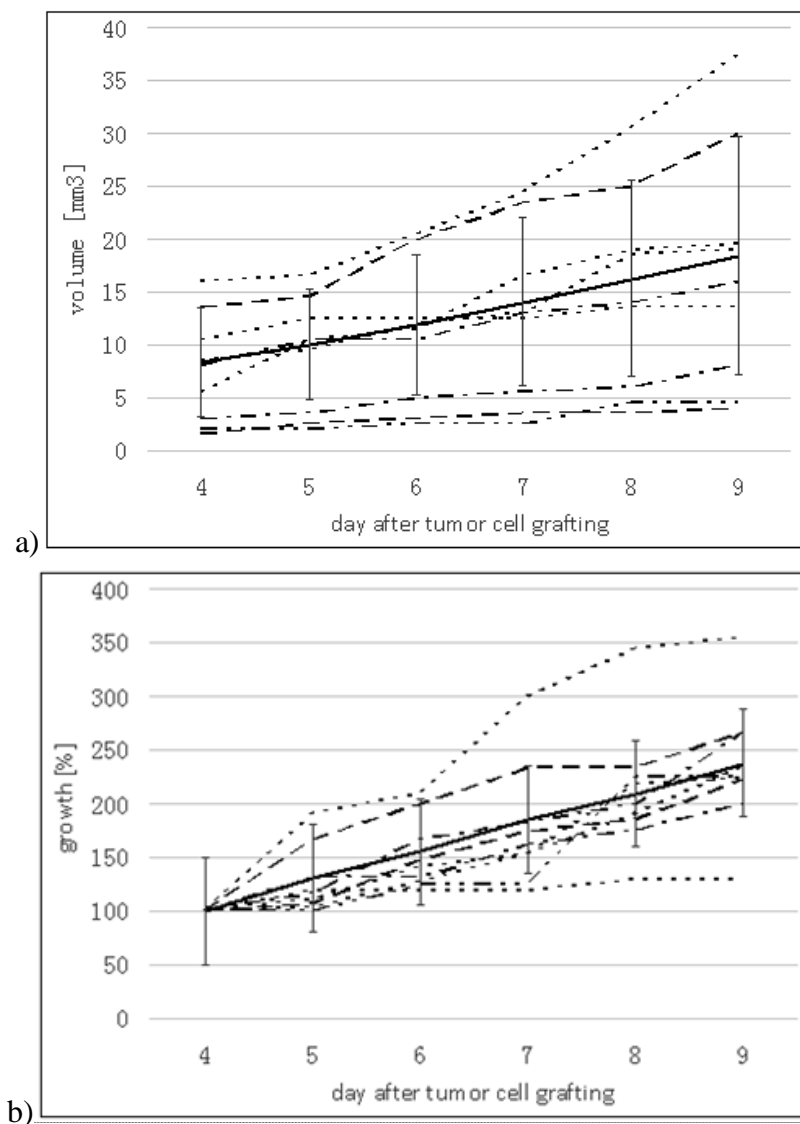 40
35
30
25
20
15
10
5
0
volume [mm3]
4 5 6 7 8 9
day after tumor cell grafting
a)
400
350
300
250
200
150
100
50
0
growth [%]
4 5 6 7 8 9
day after tumor cell grafting
b)